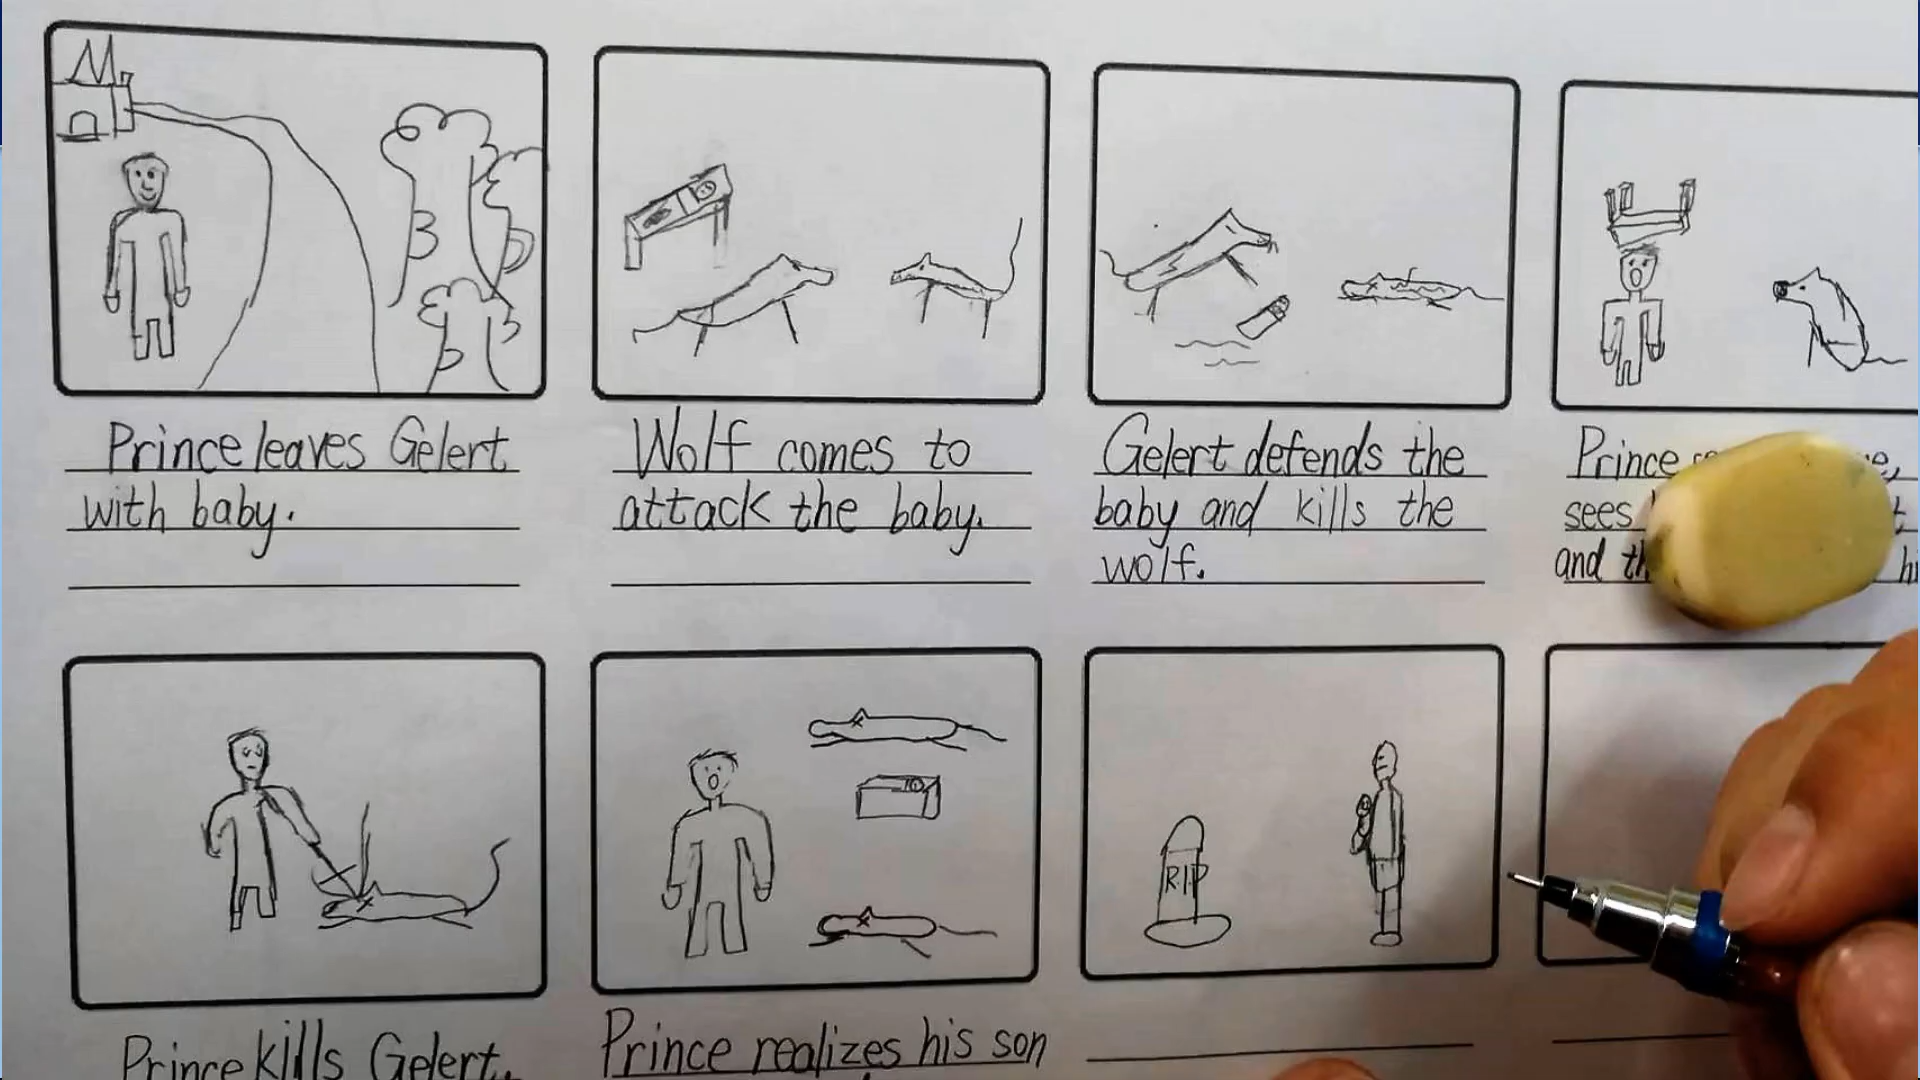 Prince leaves Gelert
with baby.
Wolf comes to
attack the baby.
Gelert defends the
baby and kills the
wolf.
Prince
sees
and
R.I.P
Prince kills Gelert.
Prince realizes his son